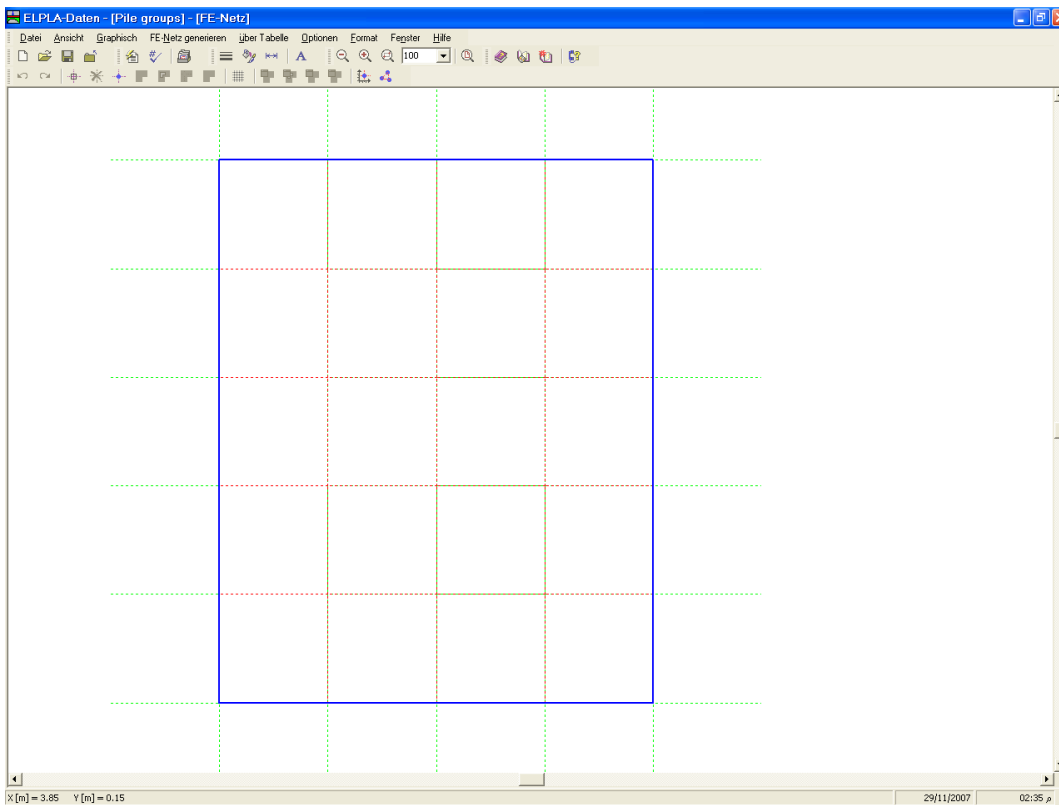 ELPLA-Daten - [Pile groups] - [FE-Netz]
Datei Ansicht Graphisch FE-Netz generieren über Tabelle Optionen Format Fenster Hilfe
A 100
X [m] = 3.85 Y [m] = 0.15 29/11/2007 02:35 م